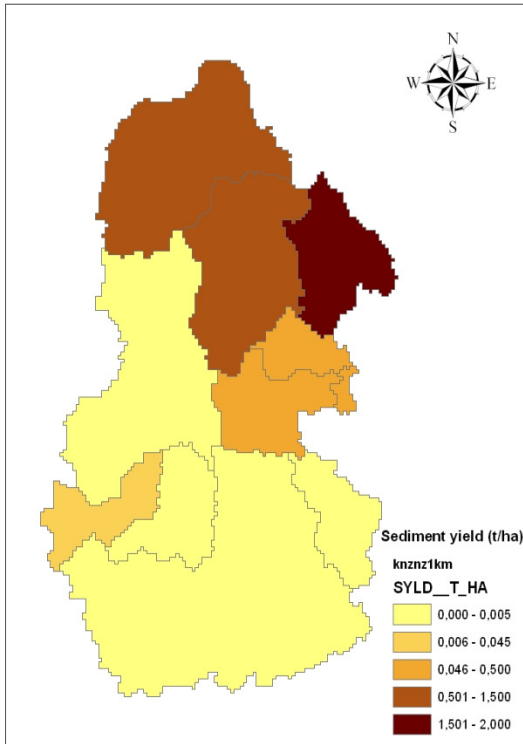 N
W E
S
Sediment yield (t/ha)
knznz1km
SYLD__T_HA
0,000 - 0,005
0,006 - 0,045
0,046 - 0,500
0,501 - 1,500
1,501 - 2,000